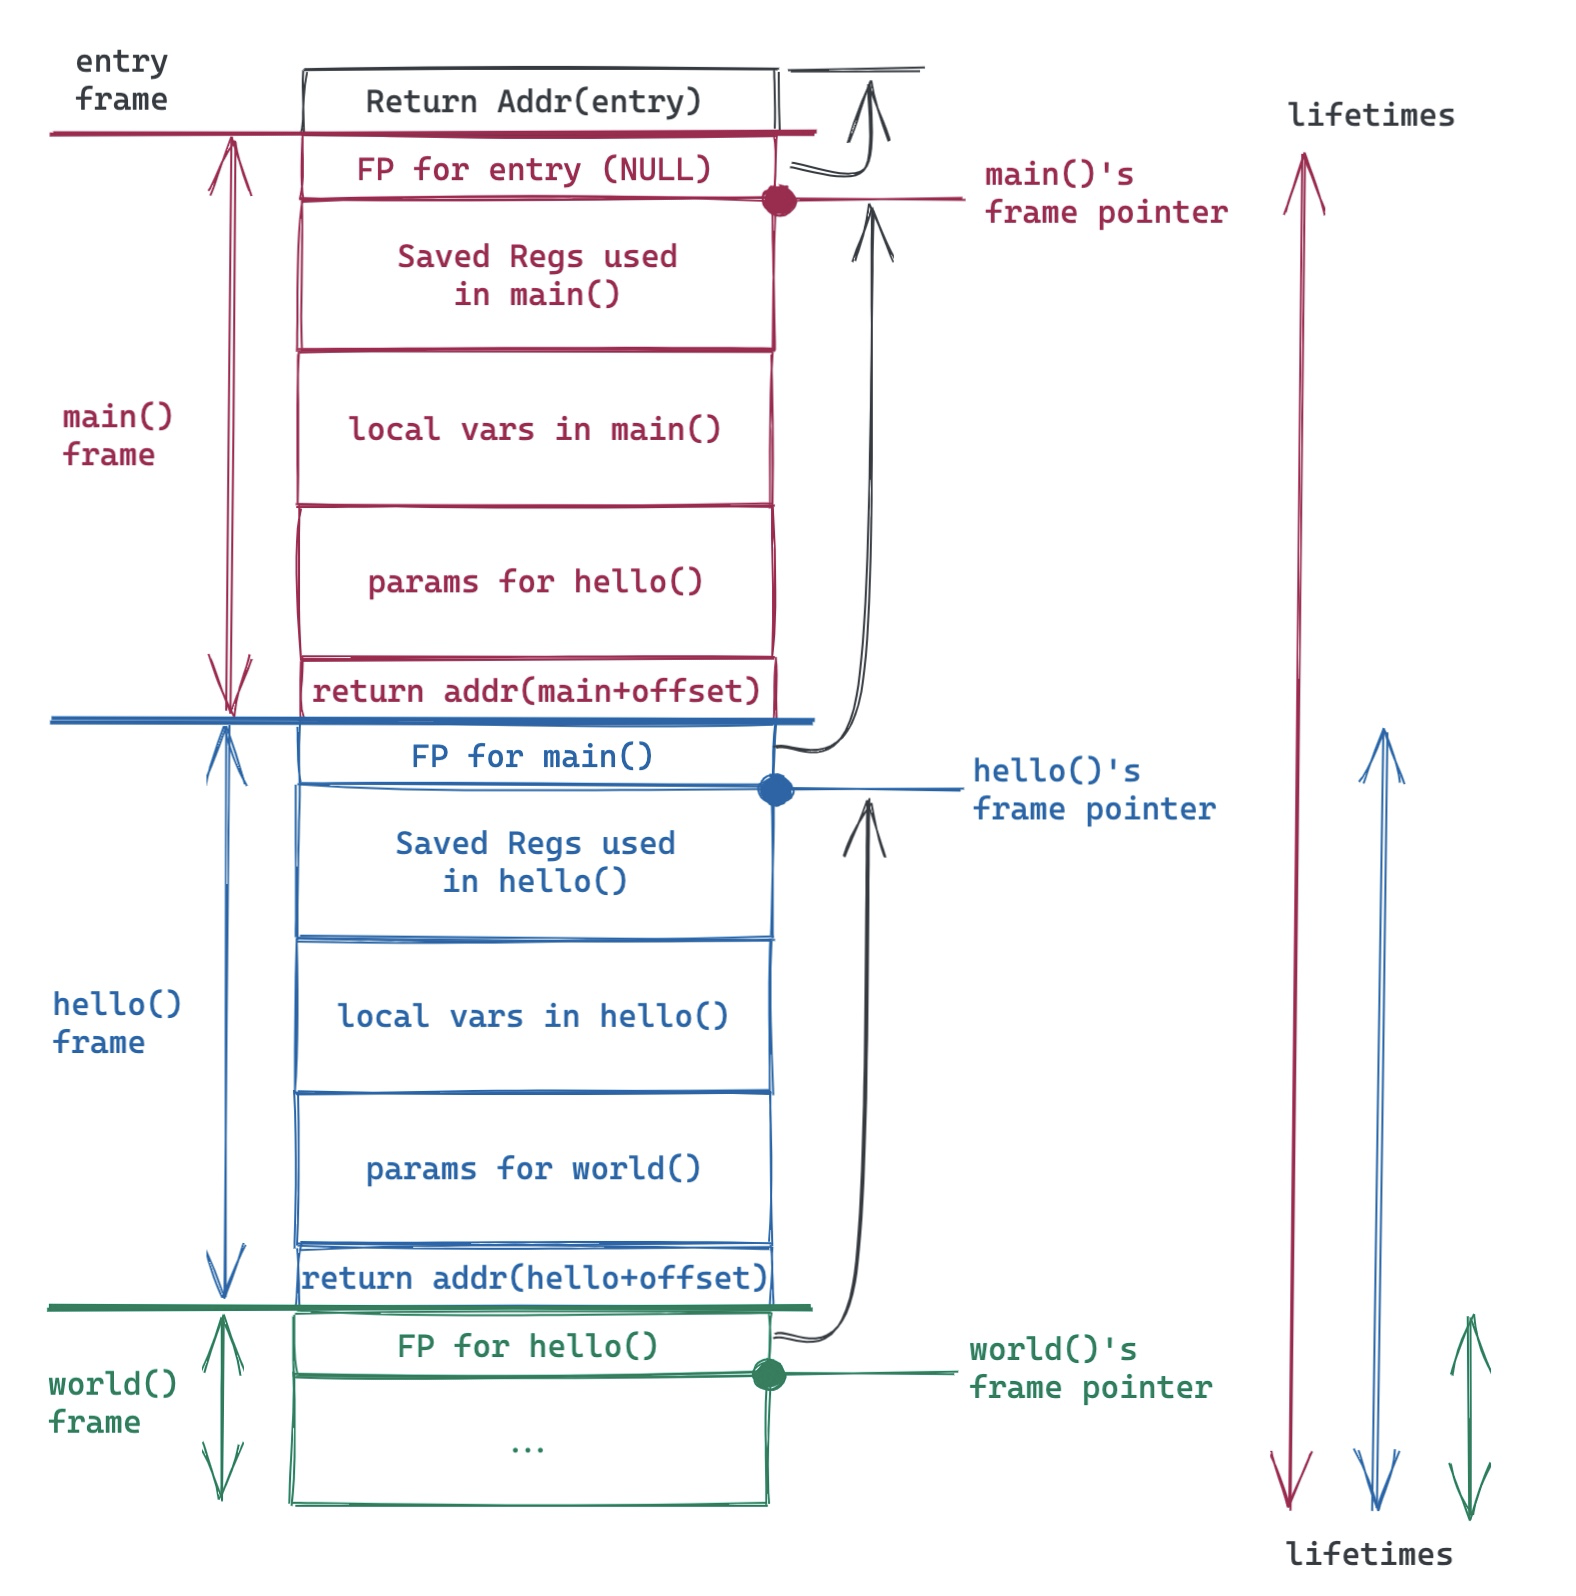 entry
frame
Return Addr(entry)
lifetimes
FP for entry (NULL)
main()'s
frame pointer
Saved Regs used
in main()
main()
frame
local vars in main()
params for hello()
return addr(main+offset)
FP for main()
hello()'s
frame pointer
Saved Regs used
in hello()
hello()
frame
local vars in hello()
params for world()
return addr(hello+offset)
FP for hello()
world()'s
frame pointer
world()
frame
...
lifetimes